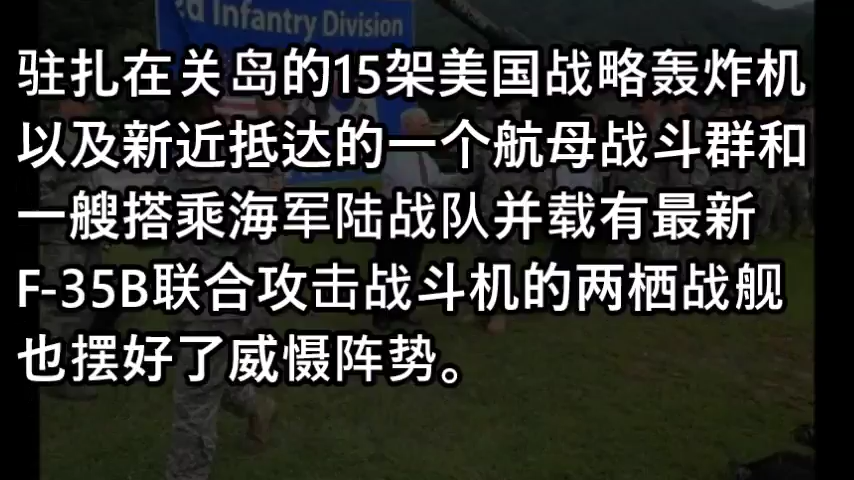 2d Infantry Division
驻扎在关岛的15架美国战略轰炸机
以及新近抵达的一个航母战斗群和
一艘搭乘海军陆战队并载有最新
F-35B联合攻击战斗机的两栖战舰
也摆好了威慑阵势。